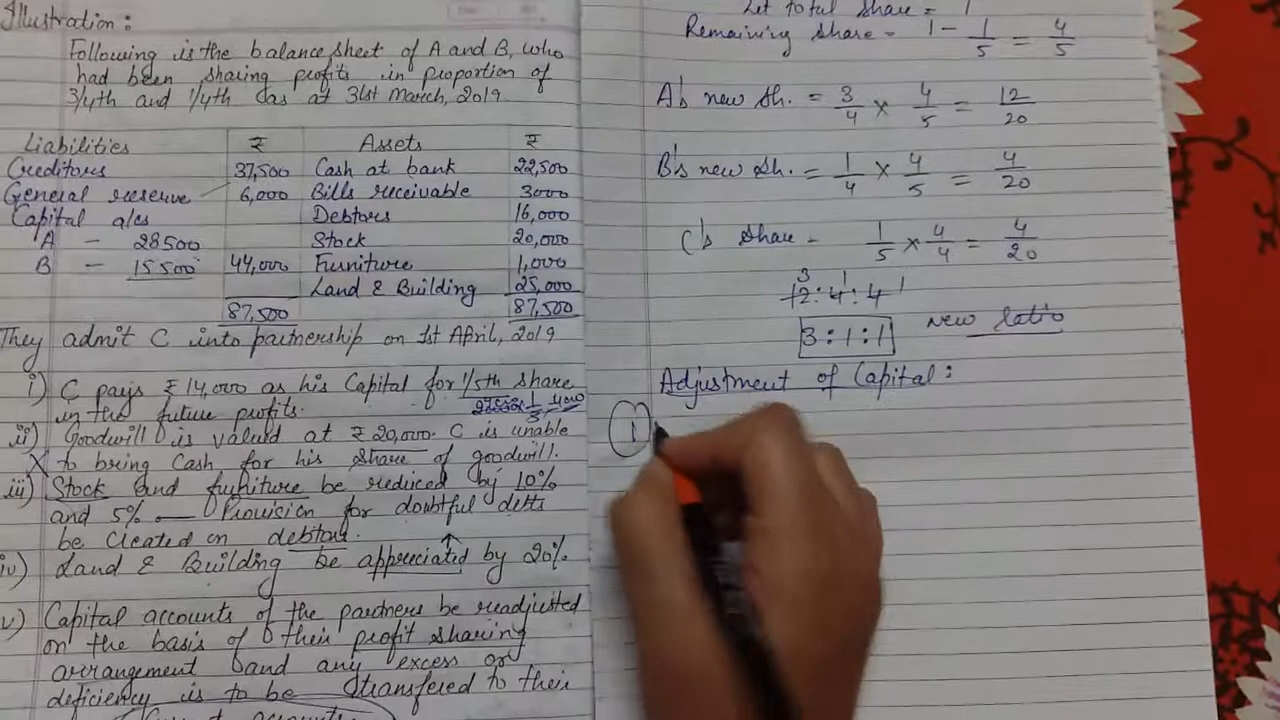 Illustration:
Following is the balance sheet of A and B, who
had been sharing profits in proportion of
3/4th and 1/4th as at 31st March, 2019
Liabilities ₹ Assets ₹
Creditors 37,500 Cash at bank 22,500
General reserve 6,000 Bills receivable 3000
Capital a/cs Debtors 16,000
A - 28500 Stock 20,000
B - 15500 44,000 Furniture 1,000
Land & Building 25,000
87,500 87,500
They admit C into partnership on 1st April, 2019
i) C pays ₹ 14,000 as his Capital for 1/5th share
in the future profits.
ii) Goodwill is valued at ₹ 20,000. C is unable
to bring Cash for his share of goodwill.
iii) Stock and furniture be reduced by 10%
and 5% Provision for doubtful debts
be created on debtors.
iv) Land & Building be appreciated by 20%
v) Capital accounts of the partners be readjusted
on the basis of their profit sharing
arrangement and any excess or
deficiency is to be transfered to their
Current accounts.
Let total share = 1
Remaining share = 1 - 1/5 = 4/5
A's new sh. = 3/4 × 4/5 = 12/20
B's new sh. = 1/4 × 4/5 = 4/20
C's share = 1/5 × 4/4 = 4/20
3 1 1
12:4:4
3:1:1 new ratio
Adjustment of Capital:
1